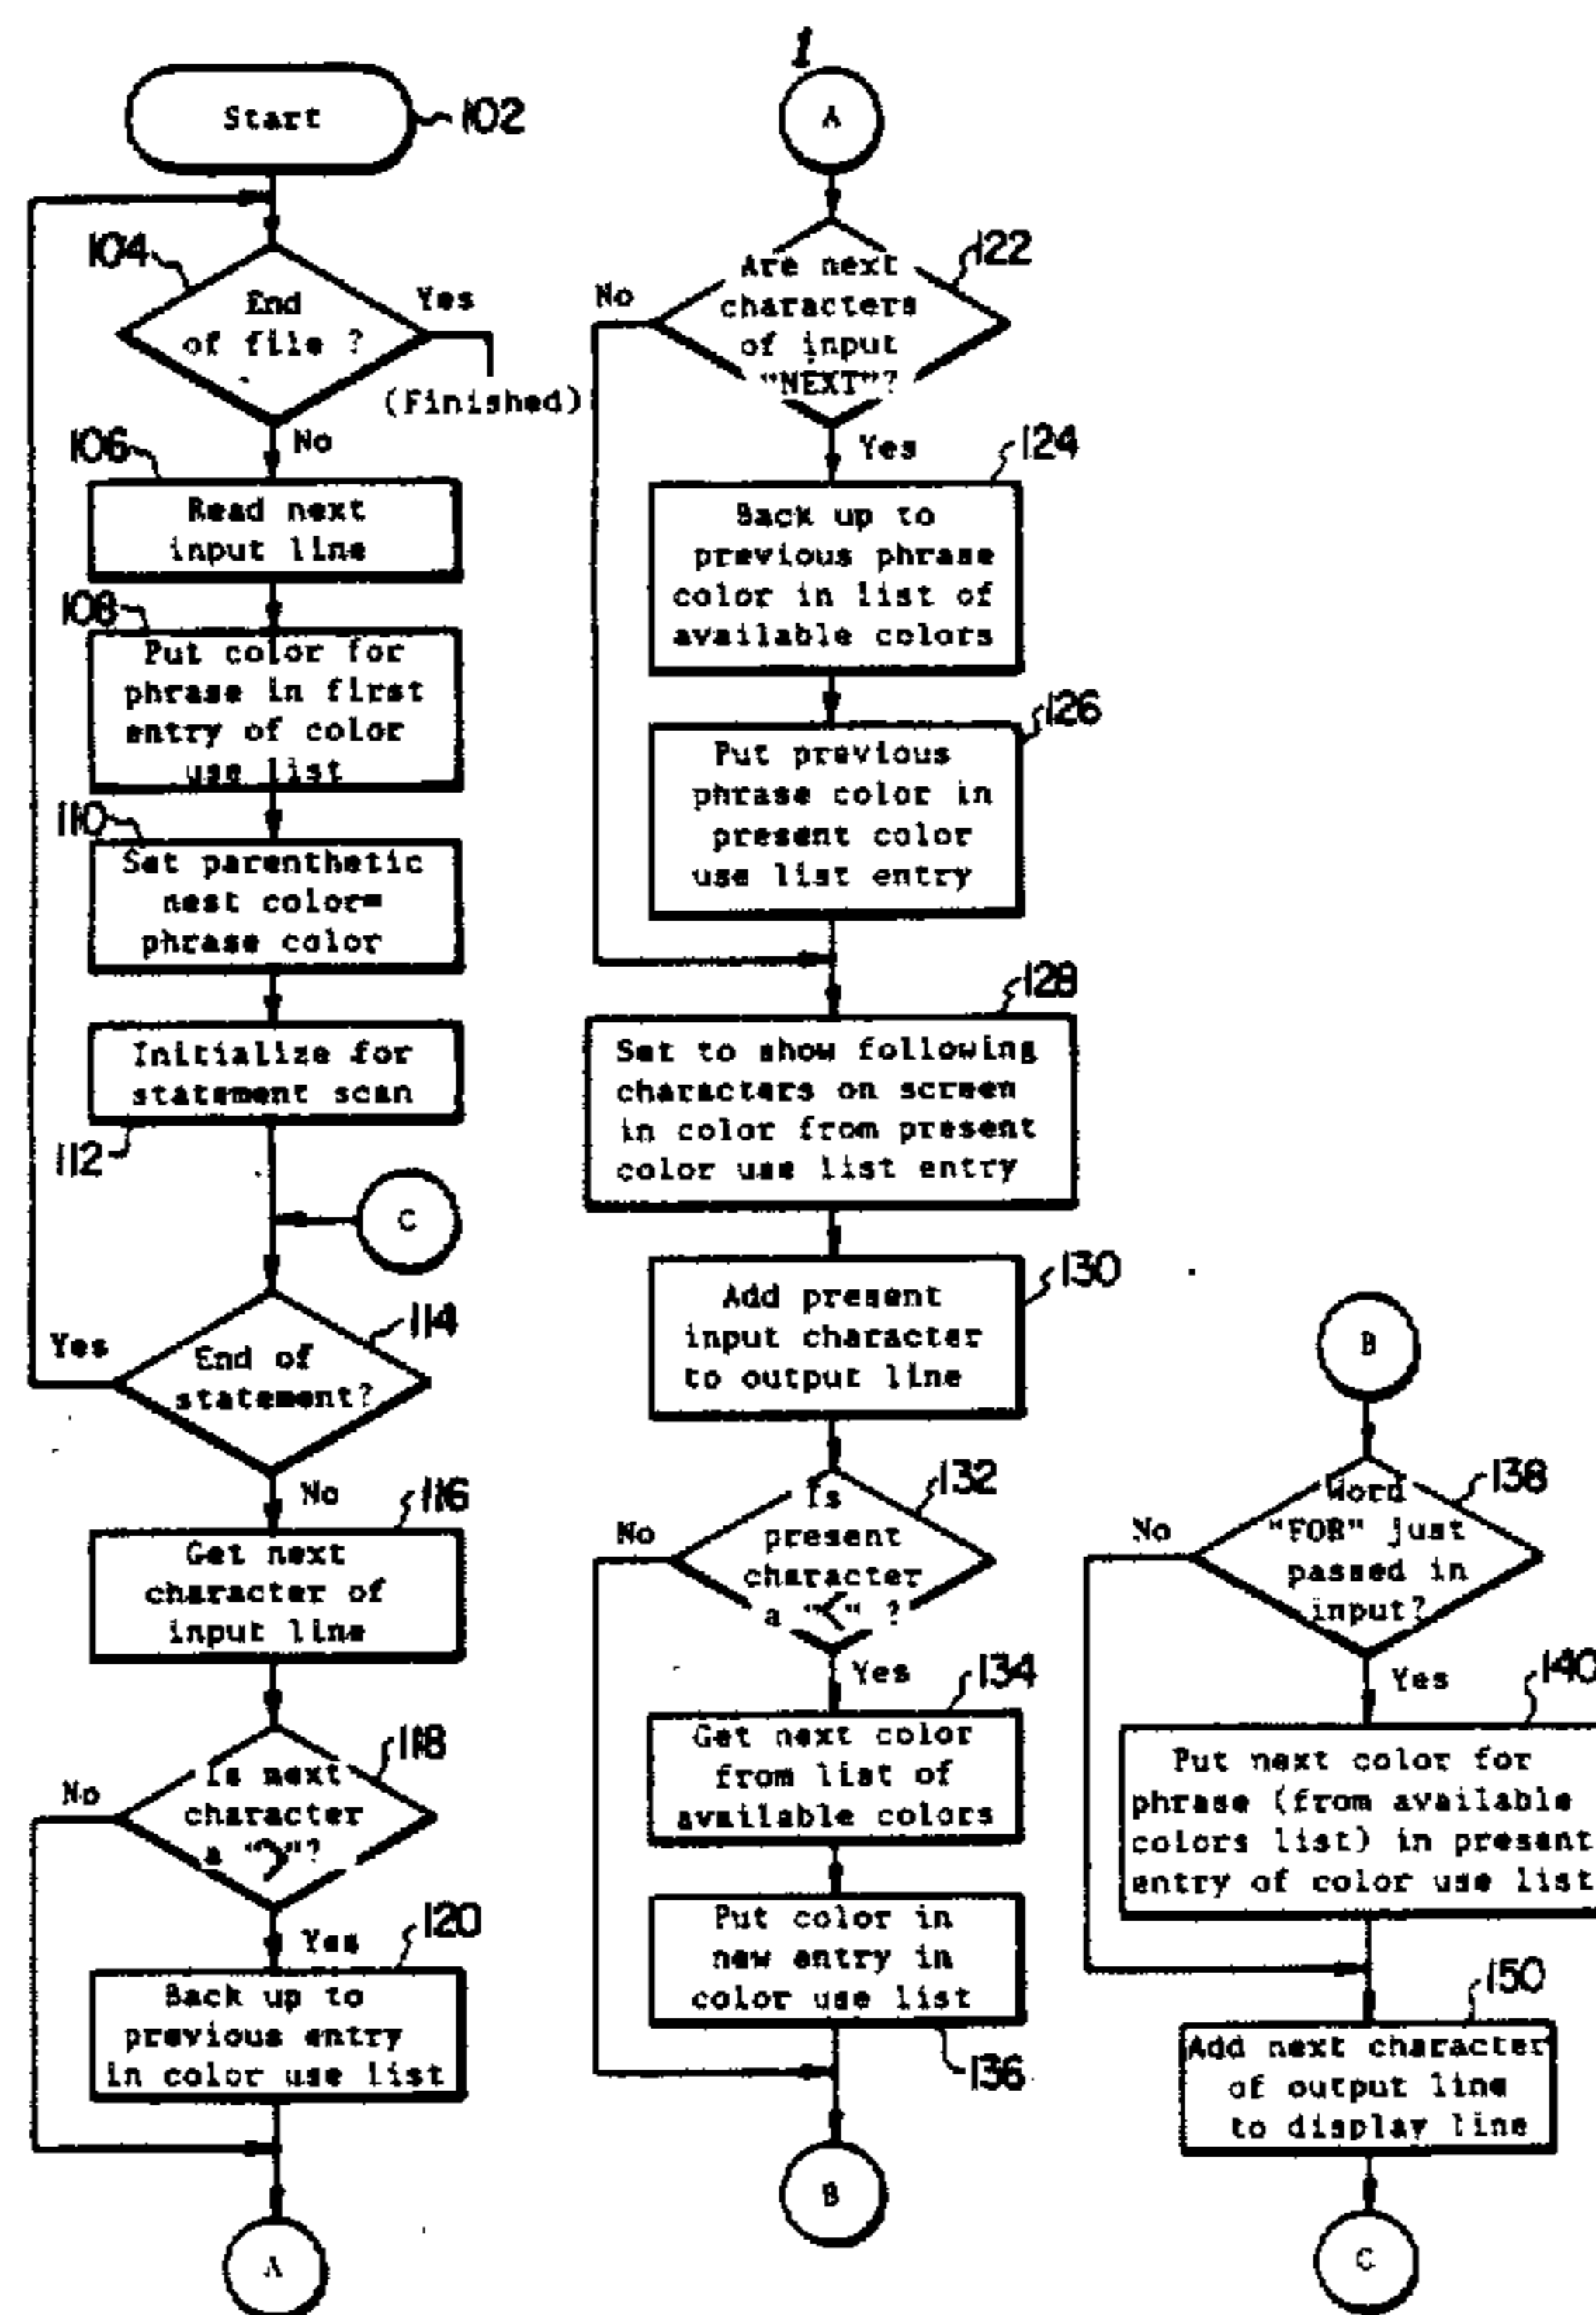 1
Start
102
104
End
of file ?
Yes
(Finished)
No
106
Read next
input line
108
Put color for
phrase in first
entry of color
use list
110
Set parenthetic
nest color=
phrase color
Initialize for
statement scan
112
C
114
Yes
End of
statement?
No
116
Get next
character of
input line
118
No
Is next
character
a ")"?
Yes
120
Back up to
previous entry
in color use list
A
A
122
No
Are next
characters
of input
"NEXT"?
Yes
124
Back up to
previous phrase
color in list of
available colors
126
Put previous
phrase color in
present color
use list entry
128
Set to show following
characters on screen
in color from present
color use list entry
130
Add present
input character
to output line
132
No
Is
present
character
a "(" ?
Yes
134
Get next color
from list of
available colors
Put color in
new entry in
color use list
136
B
B
138
No
Word
"FOR" just
passed in
input?
Yes
140
Put next color for
phrase (from available
colors list) in present
entry of color use list
150
Add next character
of output line
to display line
C